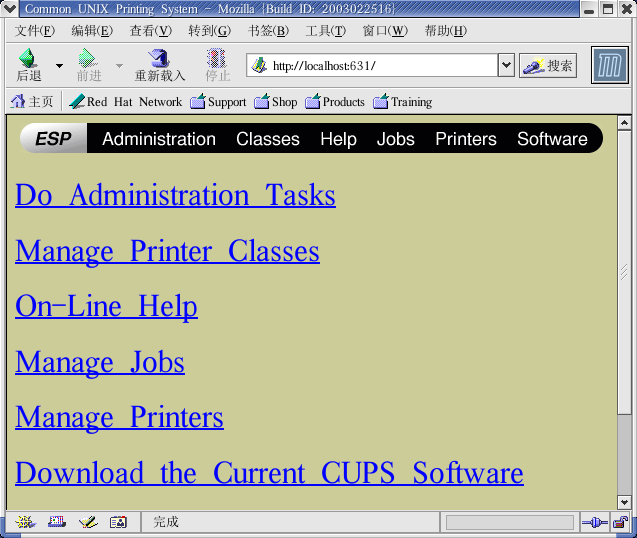 Common UNIX Printing System - Mozilla {Build ID: 2003022516}
文件(F) 编辑(E) 查看(V) 转到(G) 书签(B) 工具(T) 窗口(W) 帮助(H)
后退 前进 重新载入 停止 http://localhost:631/ 搜索
主页 Red Hat Network Support Shop Products Training
ESP Administration Classes Help Jobs Printers Software
Do Administration Tasks
Manage Printer Classes
On-Line Help
Manage Jobs
Manage Printers
Download the Current CUPS Software
完成